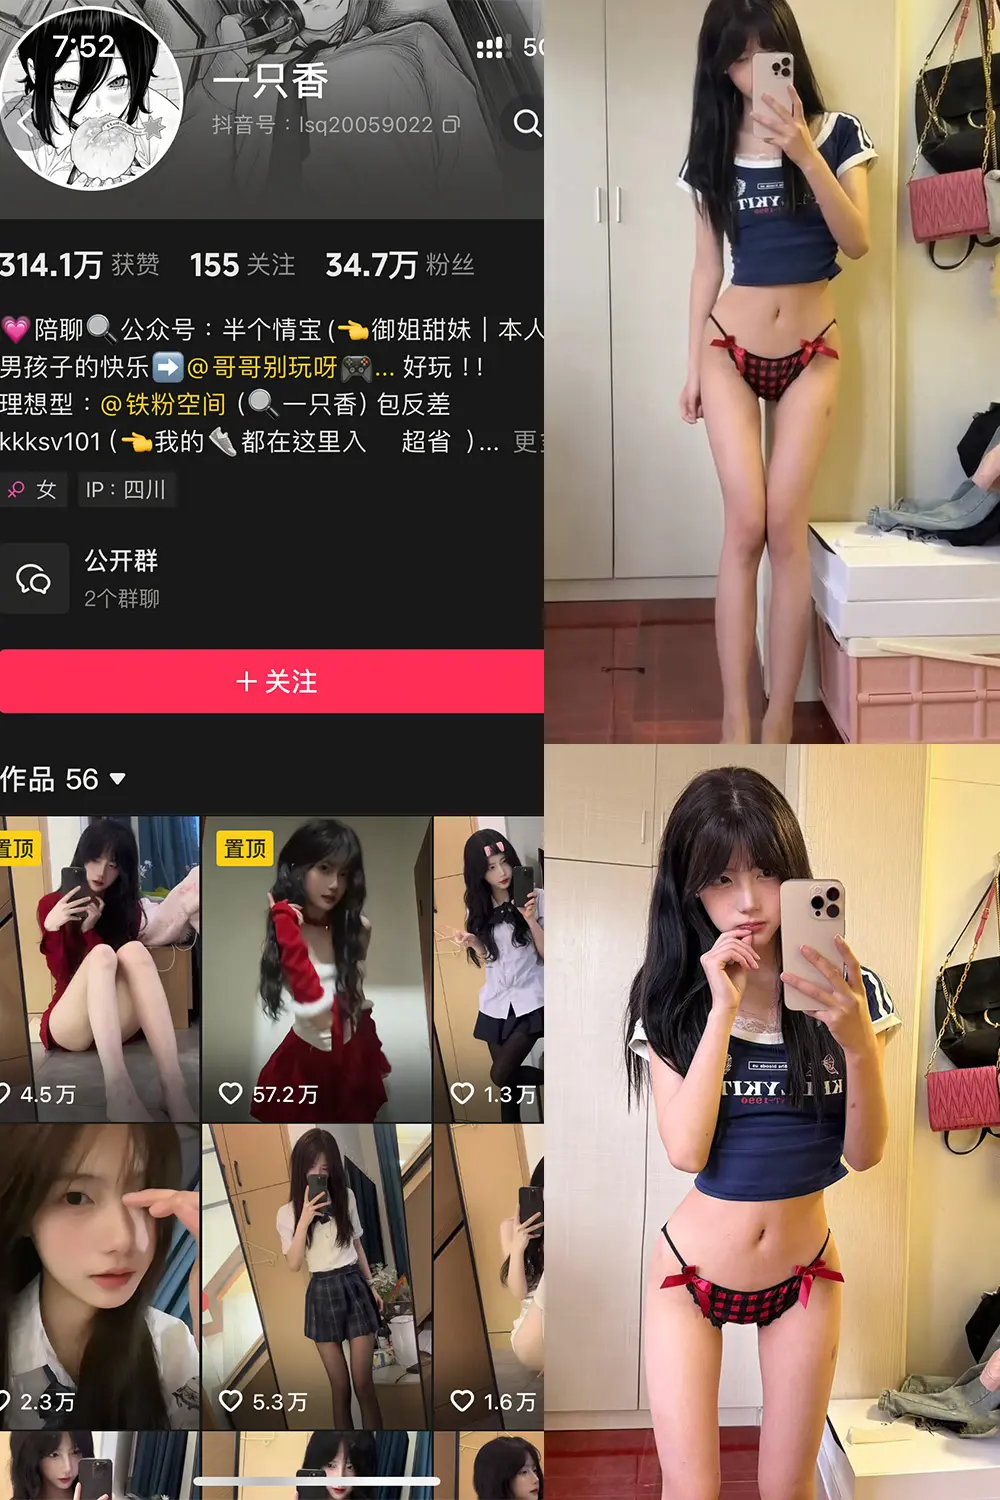 7:52
5G
一只香
抖音号：lsq20059022
314.1万 获赞 155 关注 34.7万 粉丝
💗陪聊🔍公众号：半个情宝(👉御姐甜妹｜本人
男孩子的快乐➡️@哥哥别玩呀🎮... 好玩 !!
理想型：@铁粉空间 (🔍一只香) 包反差
kkksv101 (👉我的👟都在这里入 超省 )... 更
女
IP：四川
公开群
2个群聊
＋关注
作品 56
置顶
置顶
4.5万
57.2万
1.3万
2.3万
5.3万
1.6万